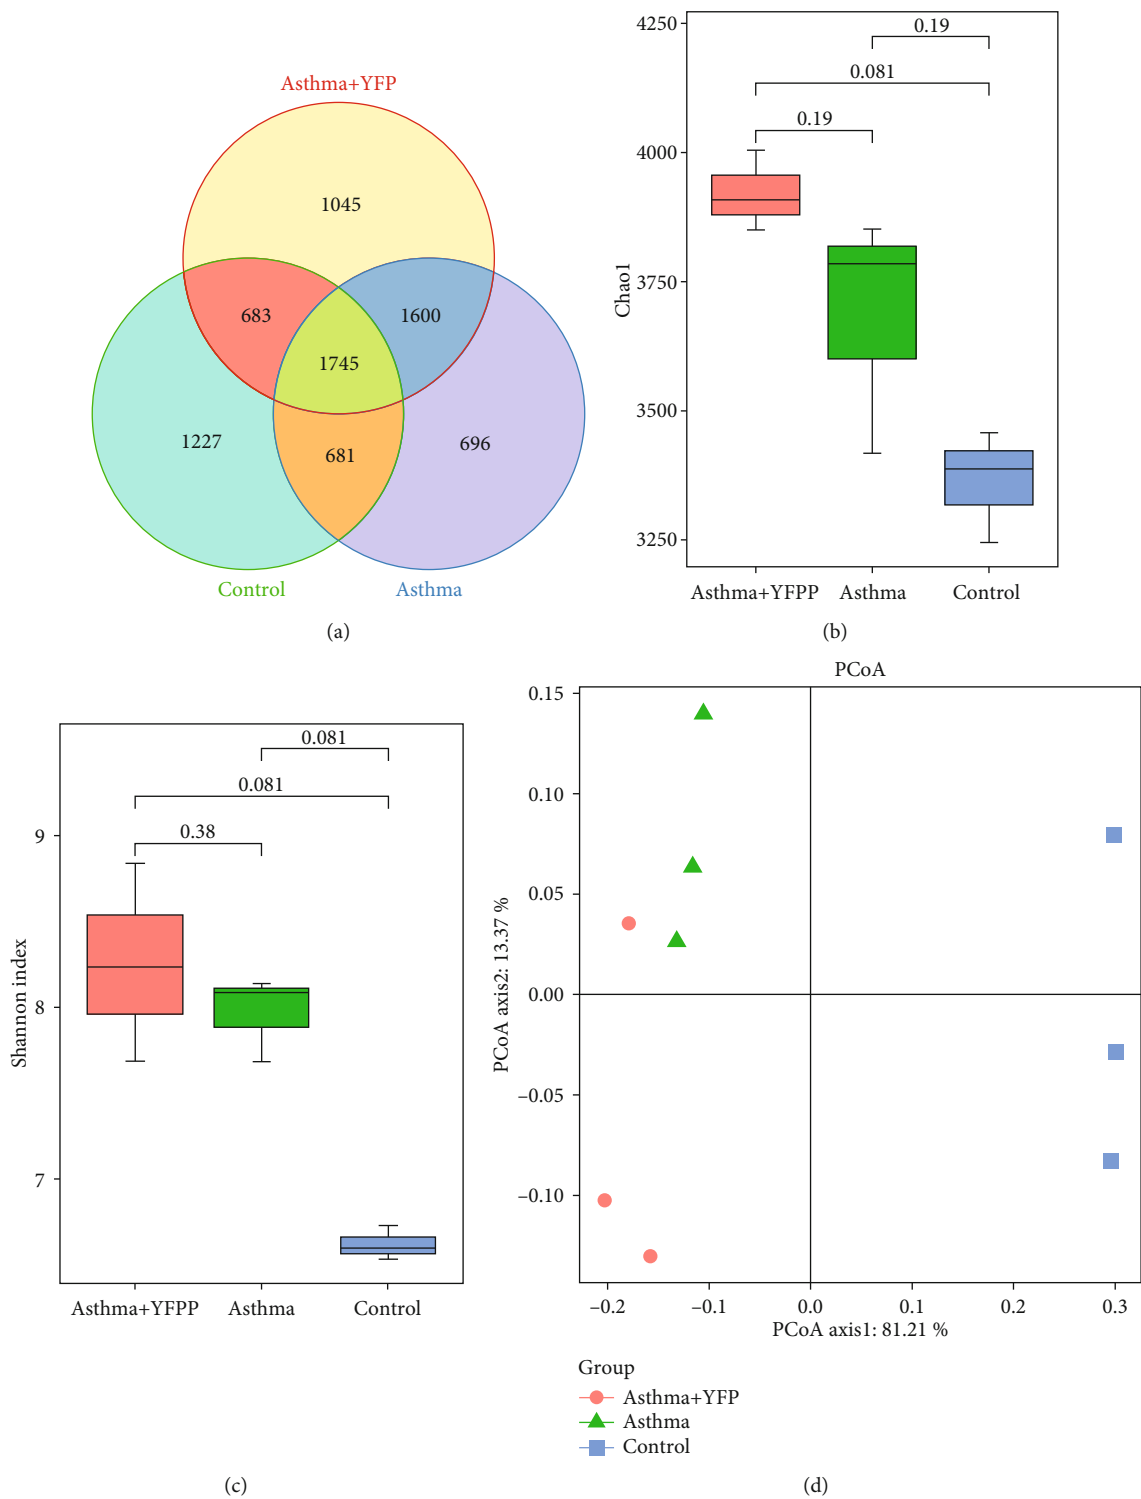 Asthma+YFP
1045
683
1600
1745
1227
681
696
Control
Asthma
(a)
4250
4000
3750
3500
3250
Chao1
0.19
0.081
0.19
Asthma+YFPP
Asthma
Control
(b)
9
8
7
Shannon index
0.081
0.081
0.38
Asthma+YFPP
Asthma
Control
(c)
PCoA
0.15
0.10
0.05
0.00
–0.05
–0.10
PCoA axis2: 13.37 %
–0.2
–0.1
0.0
0.1
0.2
0.3
PCoA axis1: 81.21 %
Group
Asthma+YFP
Asthma
Control
(d)